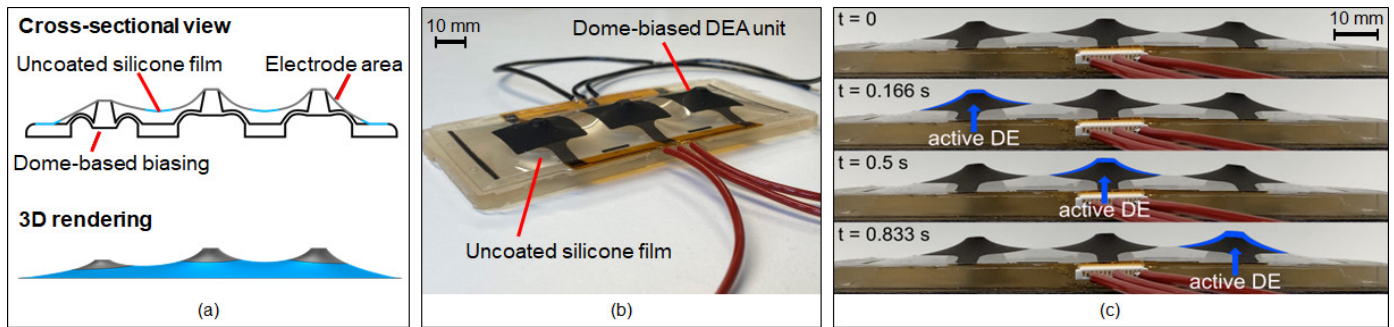 Cross-sectional view
Uncoated silicone film
Electrode area
Dome-based biasing
3D rendering
(a)
10 mm
Dome-biased DEA unit
Uncoated silicone film
(b)
t = 0
10 mm
t = 0.166 s
active DE
t = 0.5 s
active DE
t = 0.833 s
active DE
(c)